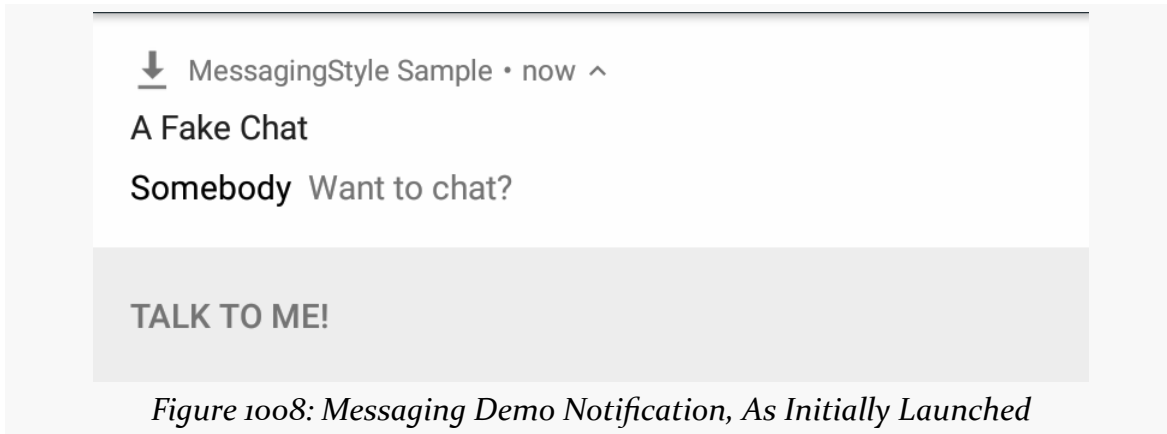 MessagingStyle Sample • now
A Fake Chat
Somebody Want to chat?
TALK TO ME!
Figure 1008: Messaging Demo Notification, As Initially Launched